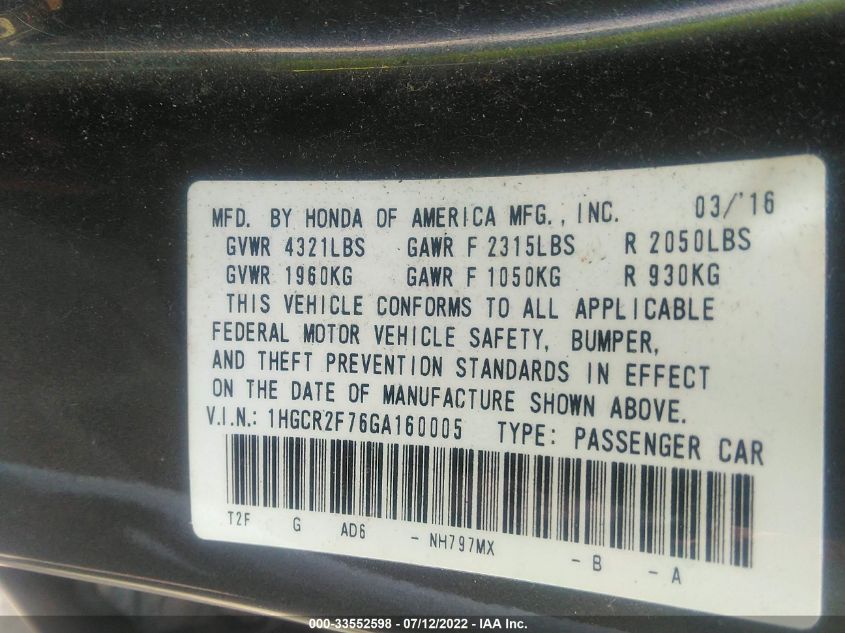 MFD. BY HONDA OF AMERICA MFG., INC. 03/'16
GVWR 4321LBS GAWR F 2315LBS R 2050LBS
GVWR 1960KG GAWR F 1050KG R 930KG
THIS VEHICLE CONFORMS TO ALL APPLICABLE
FEDERAL MOTOR VEHICLE SAFETY, BUMPER,
AND THEFT PREVENTION STANDARDS IN EFFECT
ON THE DATE OF MANUFACTURE SHOWN ABOVE.
V.I.N.: 1HGCR2F76GA160005 TYPE: PASSENGER CAR
T2F G AD6 - NH797MX - B - A
000-33552598 - 07/12/2022 - IAA Inc.